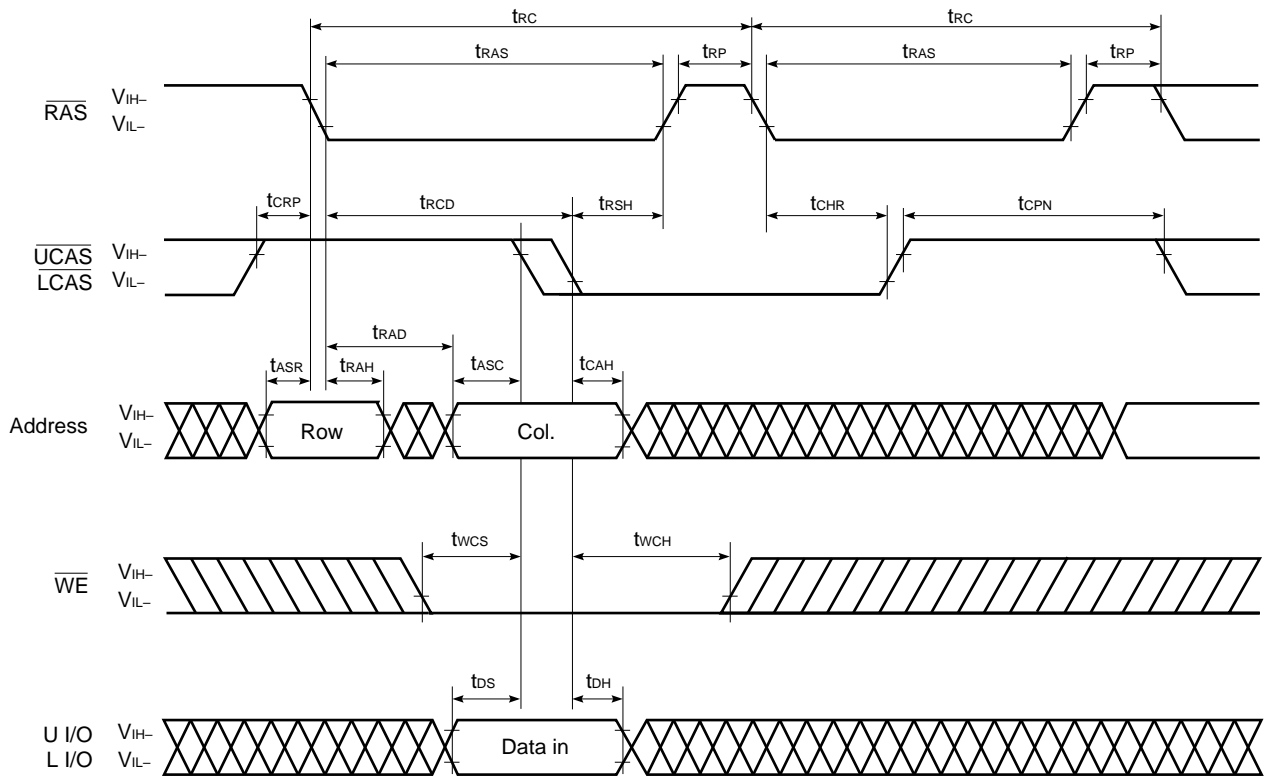 tRC tRC
tRAS tRP tRAS tRP
RAS VIH–
VIL–
tCRP tRCD tRSH tCHR tCPN
UCAS VIH–
LCAS VIL–
tRAD
tASR tRAH tASC tCAH
Address VIH–
VIL–
Row Col.
tWCS tWCH
WE VIH–
VIL–
tDS tDH
U I/O VIH–
L I/O VIL–
Data in